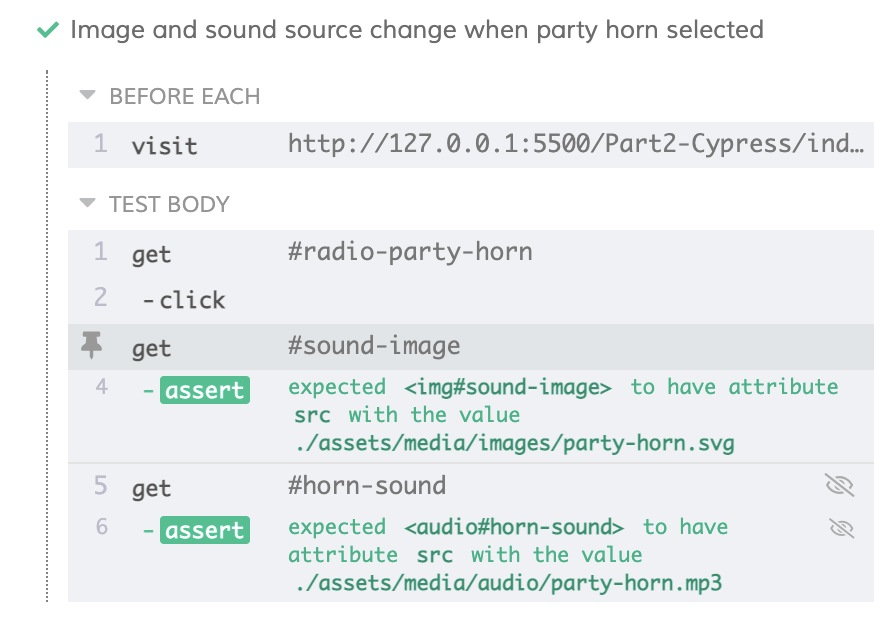 Image and sound source change when party horn selected
BEFORE EACH
1 visit http://127.0.0.1:5500/Part2-Cypress/ind…
TEST BODY
1 get #radio-party-horn
2 -click
get #sound-image
4 -assert expected <img#sound-image> to have attribute
src with the value
./assets/media/images/party-horn.svg
5 get #horn-sound
6 -assert expected <audio#horn-sound> to have
attribute src with the value
./assets/media/audio/party-horn.mp3